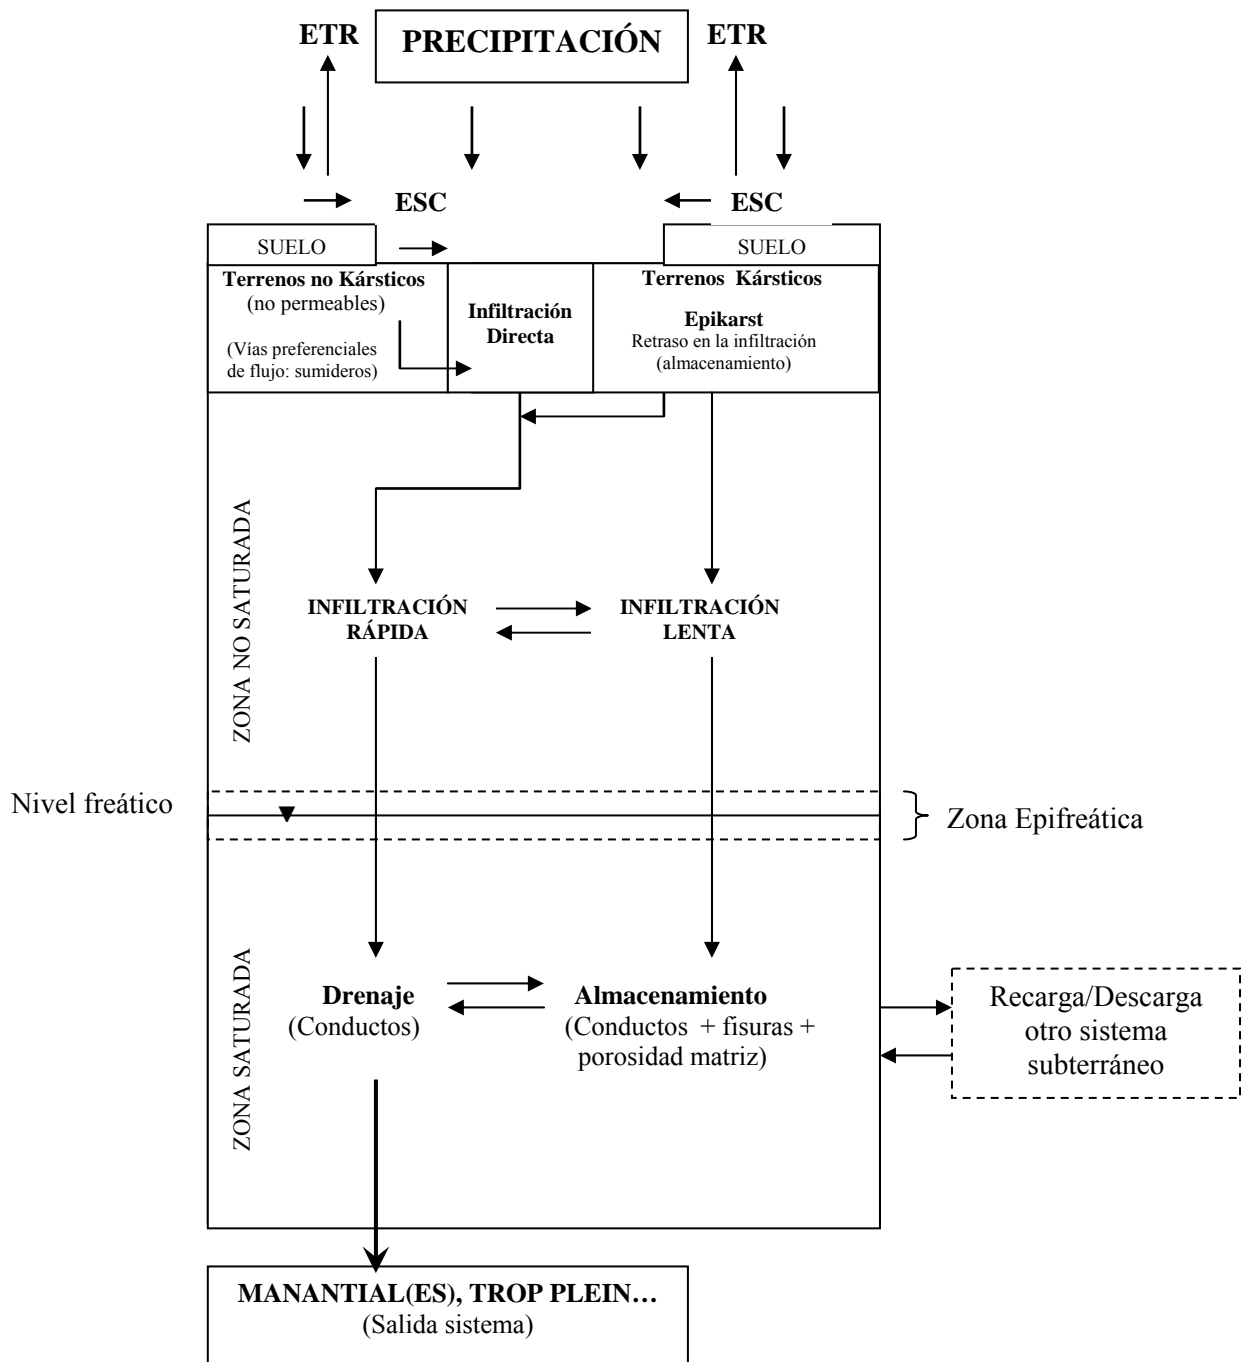 ETR
PRECIPITACIÓN
ETR
ESC
ESC
SUELO
SUELO
Terrenos no Kársticos
(no permeables)
(Vías preferenciales
de flujo: sumideros)
Infiltración
Directa
Terrenos Kársticos
Epikarst
Retraso en la infiltración
(almacenamiento)
ZONA NO SATURADA
INFILTRACIÓN
RÁPIDA
INFILTRACIÓN
LENTA
Nivel freático
Zona Epifreática
ZONA SATURADA
Drenaje
(Conductos)
Almacenamiento
(Conductos + fisuras +
porosidad matriz)
Recarga/Descarga
otro sistema
subterráneo
MANANTIAL(ES), TROP PLEIN…
(Salida sistema)